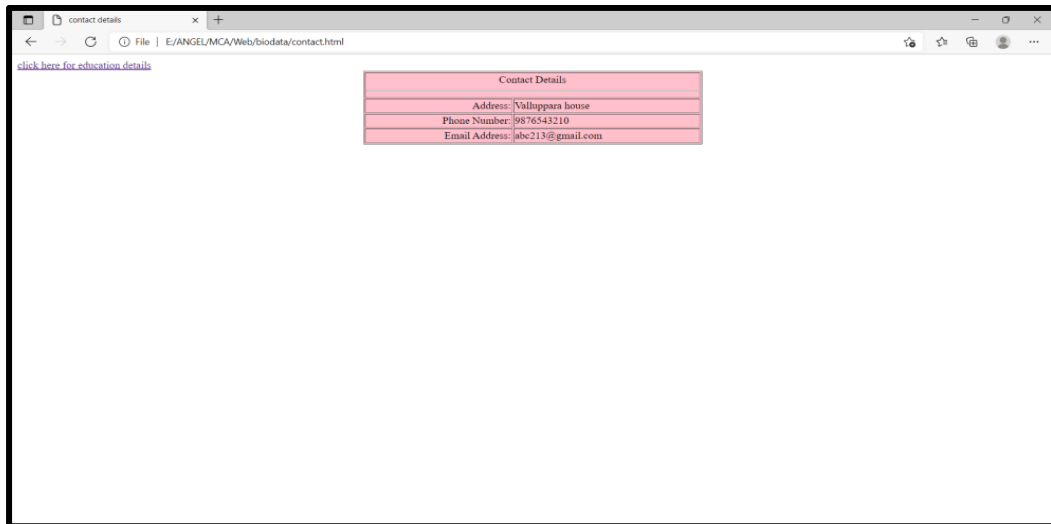 contact details
File | E:/ANGEL/MCA/Web/biodata/contact.html
click here for education details
Contact Details
Address: Valluppara house
Phone Number: 9876543210
Email Address: abc213@gmail.com